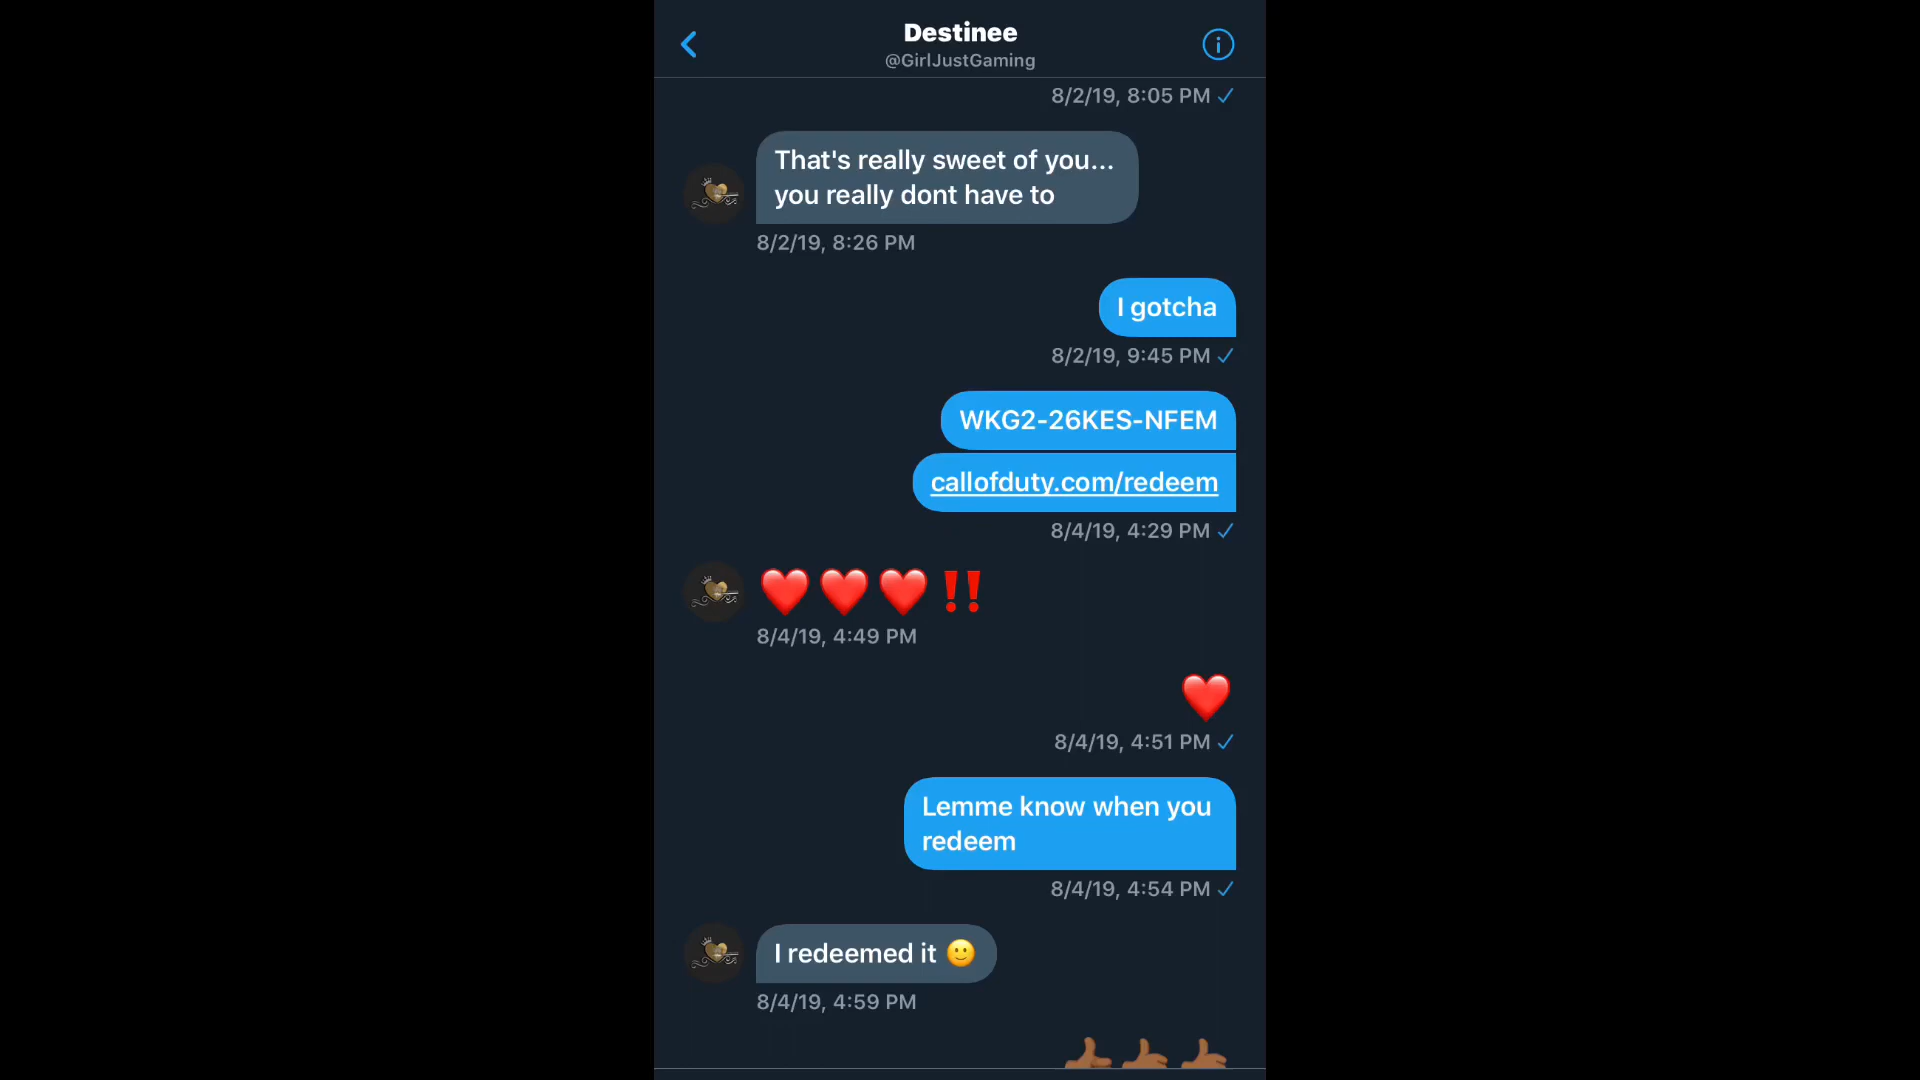 Destinee
@GirlJustGaming
8/2/19, 8:05 PM ✓
That's really sweet of you...
you really dont have to
8/2/19, 8:26 PM
I gotcha
8/2/19, 9:45 PM ✓
WKG2-26KES-NFEM
callofduty.com/redeem
8/4/19, 4:29 PM ✓
❤️❤️❤️‼️
8/4/19, 4:49 PM
❤️
8/4/19, 4:51 PM ✓
Lemme know when you
redeem
8/4/19, 4:54 PM ✓
I redeemed it 🙂
8/4/19, 4:59 PM